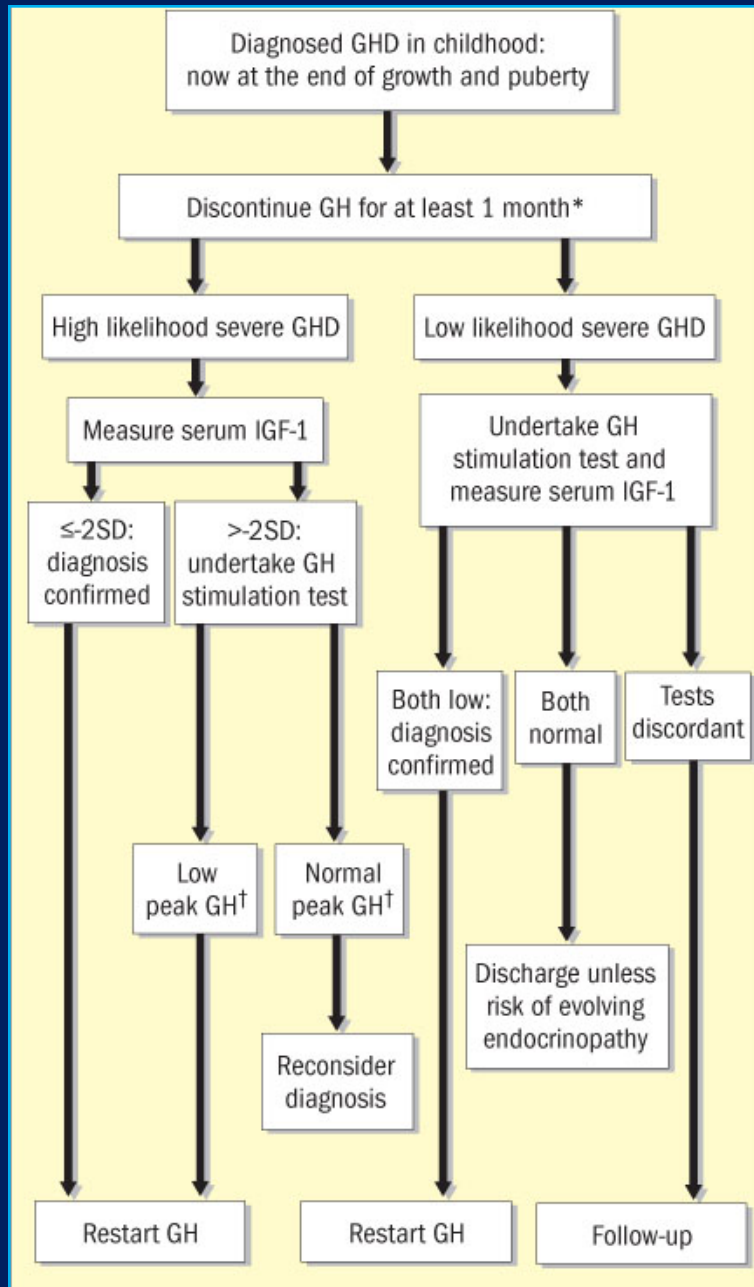 Diagnosed GHD in childhood:
now at the end of growth and puberty
Discontinue GH for at least 1 month*
High likelihood severe GHD
Low likelihood severe GHD
Measure serum IGF-1
Undertake GH
stimulation test and
measure serum IGF-1
≤-2SD:
diagnosis
confirmed
>-2SD:
undertake GH
stimulation test
Both low:
diagnosis
confirmed
Both
normal
Tests
discordant
Low
peak GH†
Normal
peak GH†
Discharge unless
risk of evolving
endocrinopathy
Reconsider
diagnosis
Restart GH
Restart GH
Follow-up